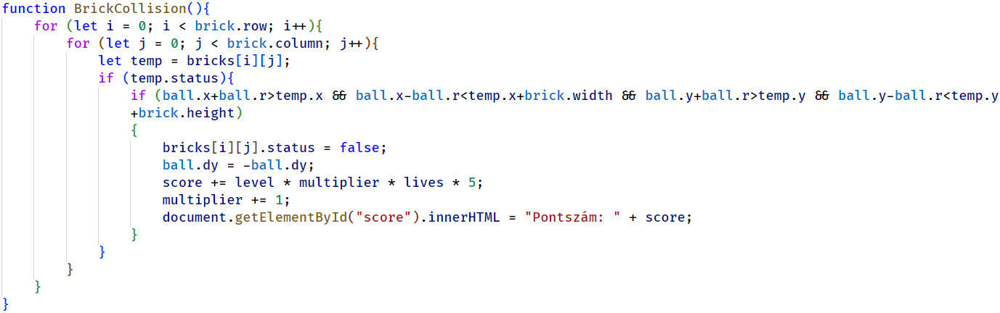 function BrickCollision(){
    for (let i = 0; i < brick.row; i++){
        for (let j = 0; j < brick.column; j++){
            let temp = bricks[i][j];
            if (temp.status){
                if (ball.x+ball.r>temp.x && ball.x-ball.r<temp.x+brick.width && ball.y+ball.r>temp.y && ball.y-ball.r<temp.y
                +brick.height)
                {
                    bricks[i][j].status = false;
                    ball.dy = -ball.dy;
                    score += level * multiplier * lives * 5;
                    multiplier += 1;
                    document.getElementById("score").innerHTML = "Pontszám: " + score;
                }
            }
        }
    }
}